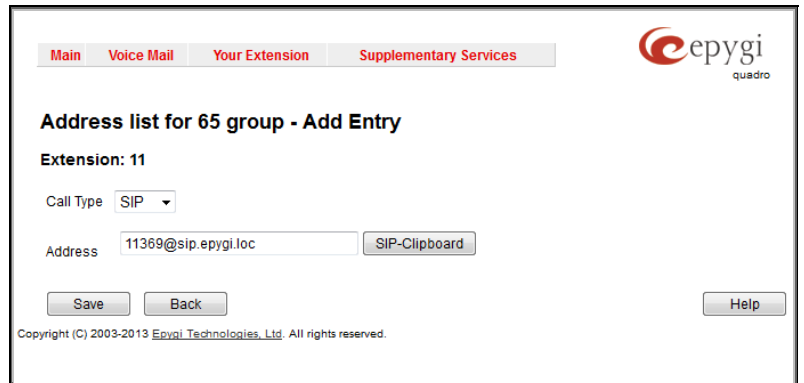 epygi
quadro
Main Voice Mail Your Extension Supplementary Services
Address list for 65 group - Add Entry
Extension: 11
Call Type SIP
Address 11369@sip.epygi.loc SIP-Clipboard
Save Back Help
Copyright (C) 2003-2013 Epygi Technologies, Ltd. All rights reserved.